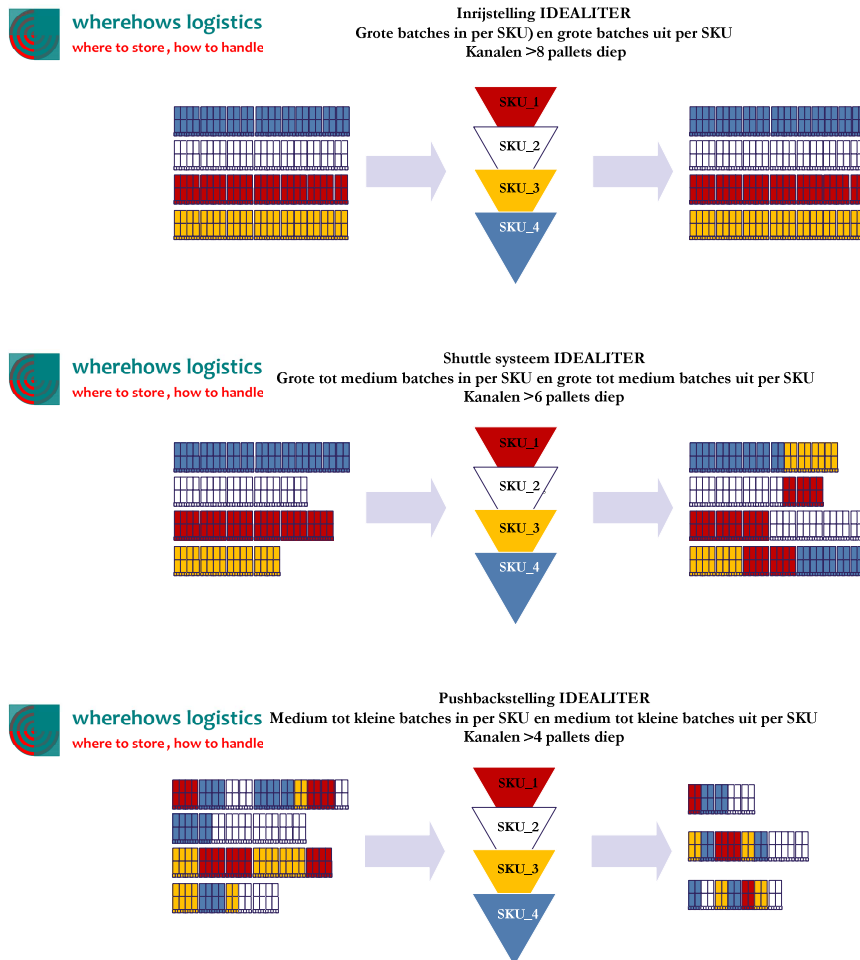 wherehows logistics
where to store, how to handle
Inrijstelling IDEALITER
Grote batches in per SKU) en grote batches uit per SKU
Kanalen >8 pallets diep
SKU_1
SKU_2
SKU_3
SKU_4
wherehows logistics
where to store, how to handle
Shuttle systeem IDEALITER
Grote tot medium batches in per SKU en grote tot medium batches uit per SKU
Kanalen >6 pallets diep
SKU_1
SKU_2
SKU_3
SKU_4
wherehows logistics
where to store, how to handle
Pushbackstelling IDEALITER
Medium tot kleine batches in per SKU en medium tot kleine batches uit per SKU
Kanalen >4 pallets diep
SKU_1
SKU_2
SKU_3
SKU_4